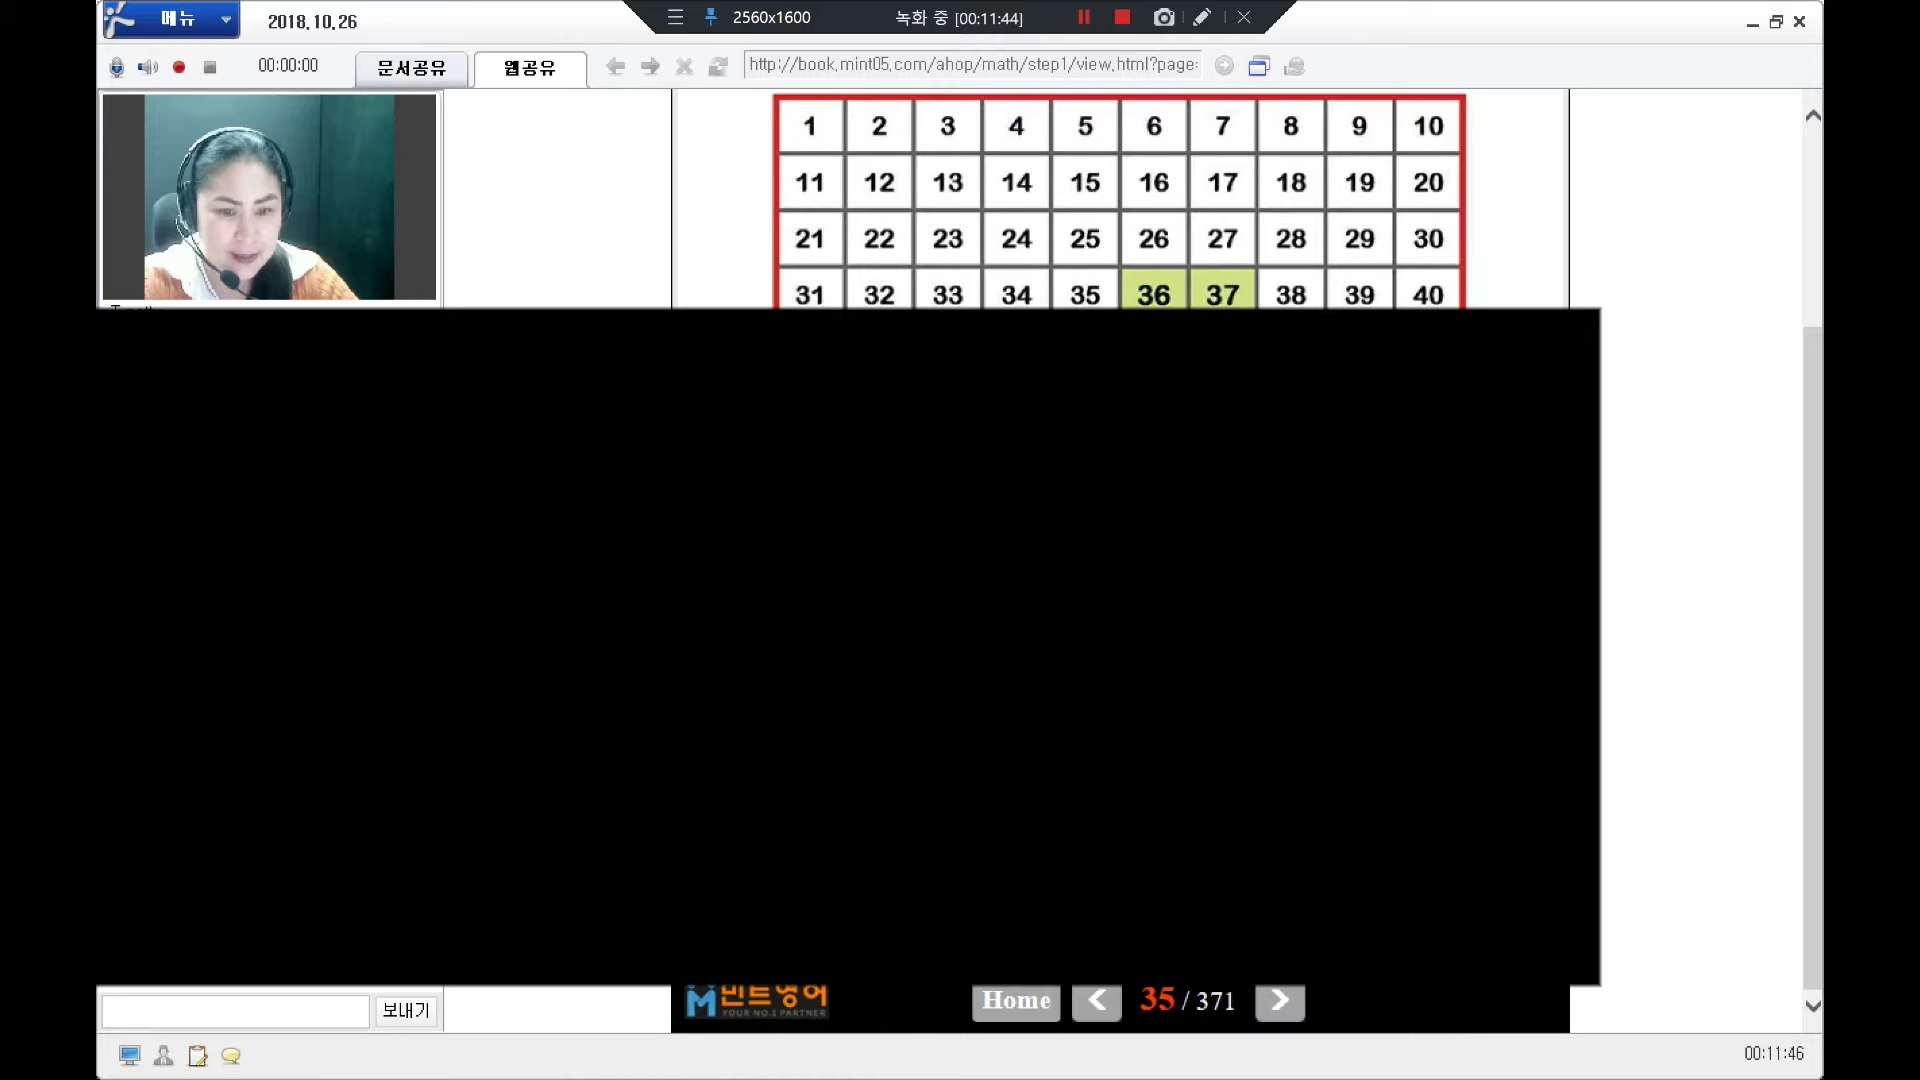 메뉴
2018.10.26
2560x1600
녹화 중 [00:11:44]
00:00:00
문서공유
웹공유
http://book.mint05.com/ahop/math/step1/view.html?page=
1 2 3 4 5 6 7 8 9 10
11 12 13 14 15 16 17 18 19 20
21 22 23 24 25 26 27 28 29 30
31 32 33 34 35 36 37 38 39 40
민트영어
YOUR NO.1 PARTNER
Home
35 / 371
보내기
00:11:46